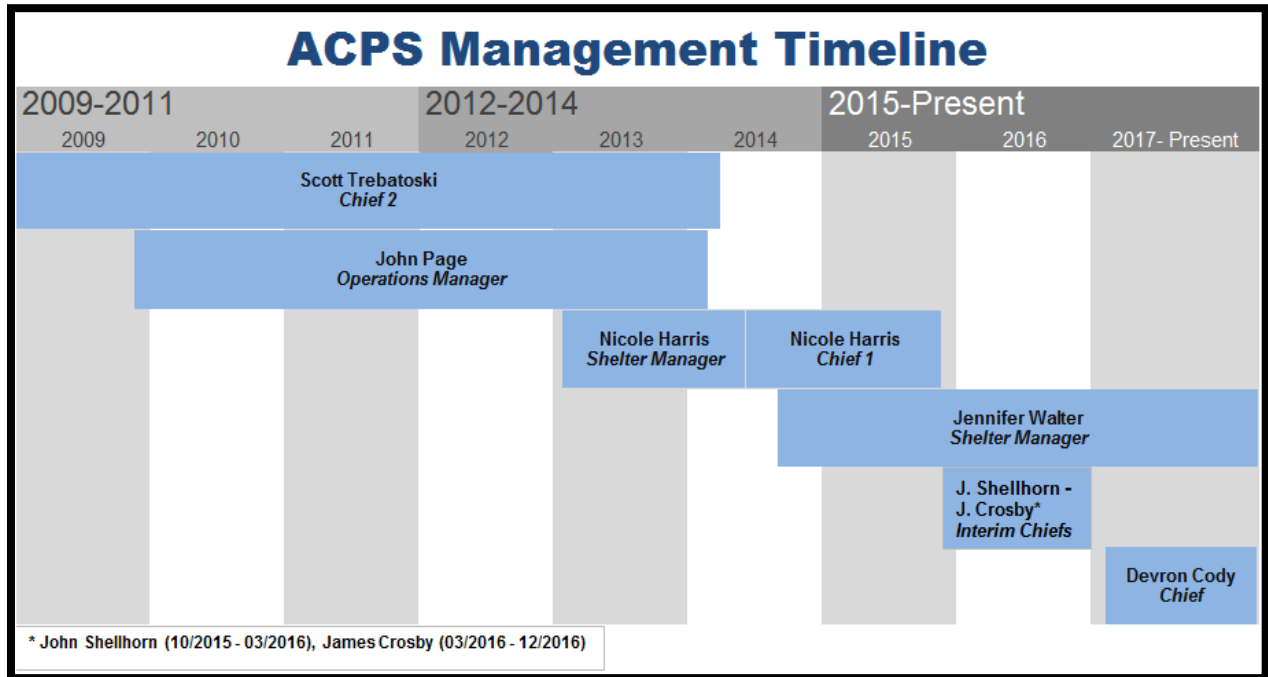 ACPS Management Timeline
2009-2011 2012-2014 2015-Present
2009 2010 2011 2012 2013 2014 2015 2016 2017- Present
Scott Trebatoski
Chief 2
John Page
Operations Manager
Nicole Harris
Shelter Manager
Nicole Harris
Chief 1
Jennifer Walter
Shelter Manager
J. Shellhorn -
J. Crosby*
Interim Chiefs
Devron Cody
Chief
* John Shellhorn (10/2015 - 03/2016), James Crosby (03/2016 - 12/2016)